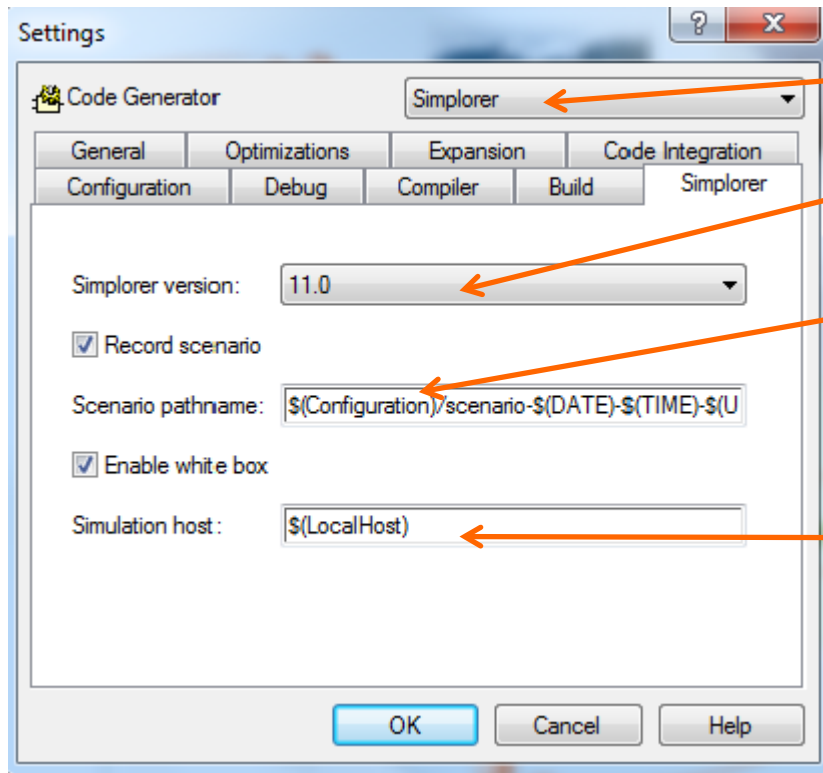 Settings
?
X
Code Generator
Simplorer
General
Optimizations
Expansion
Code Integration
Configuration
Debug
Compiler
Build
Simplorer
Simplorer version:
11.0
Record scenario
Scenario pathname:
$(Configuration)/scenario-$(DATE)-$(TIME)-$(U
Enable white box
Simulation host:
$(LocalHost)
OK
Cancel
Help